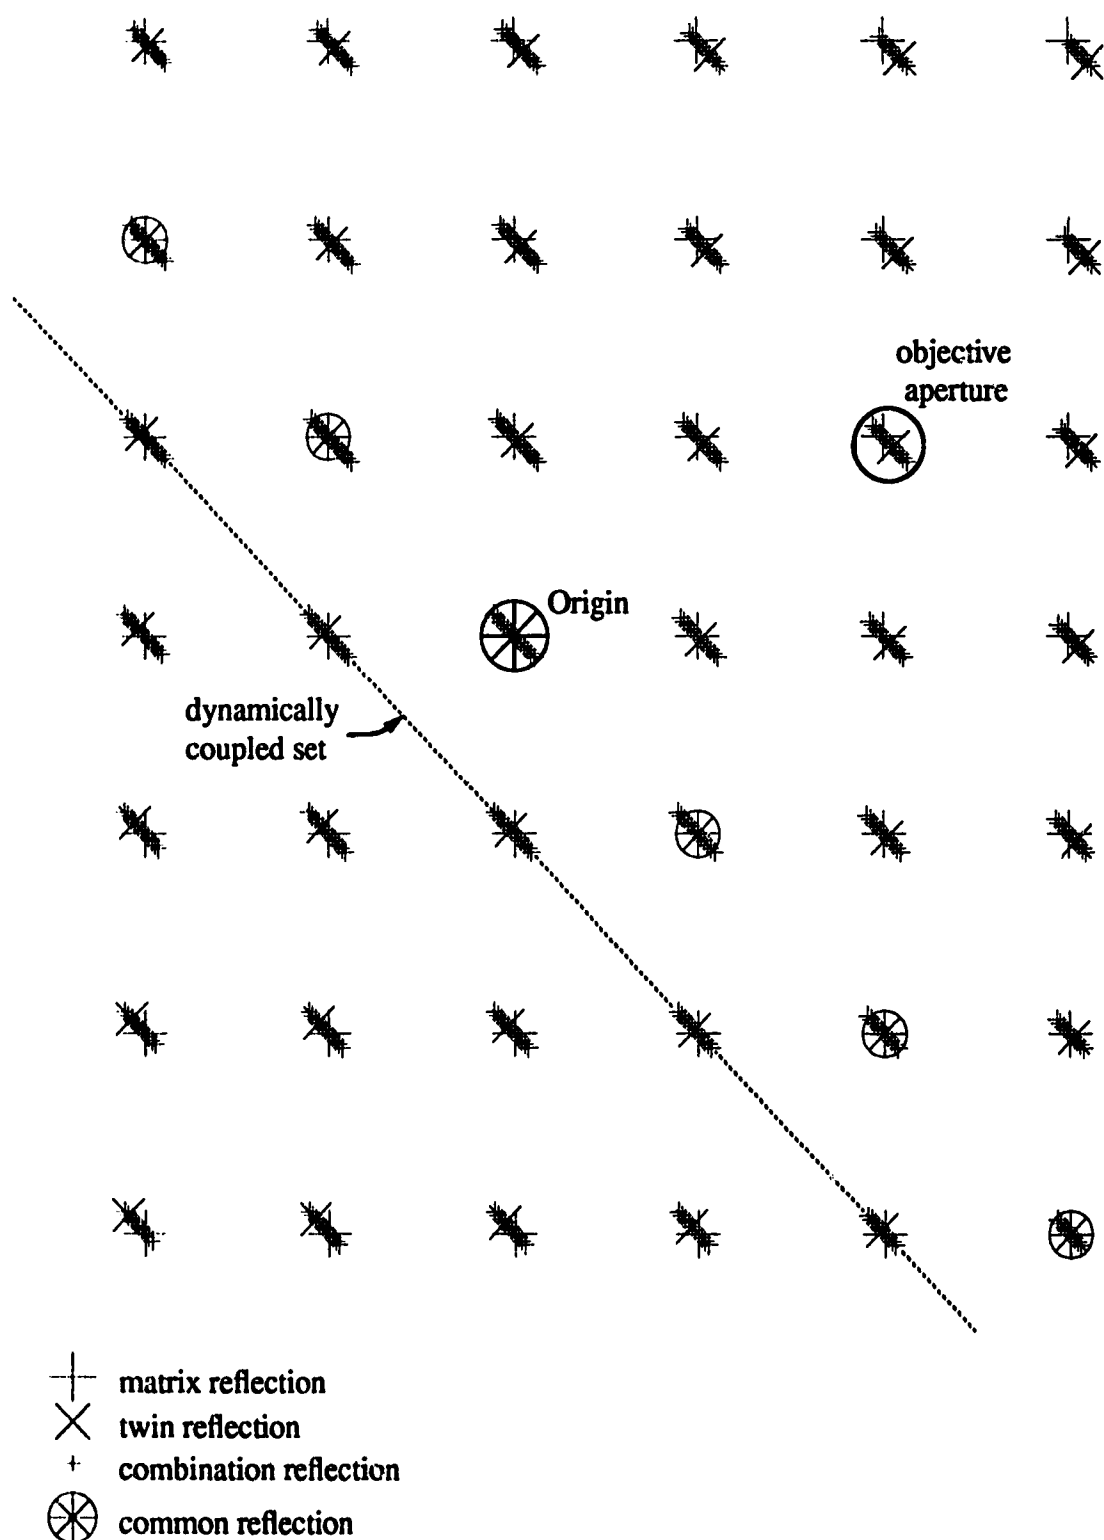 objective
aperture
Origin
dynamically
coupled set
matrix reflection
twin reflection
combination reflection
common reflection